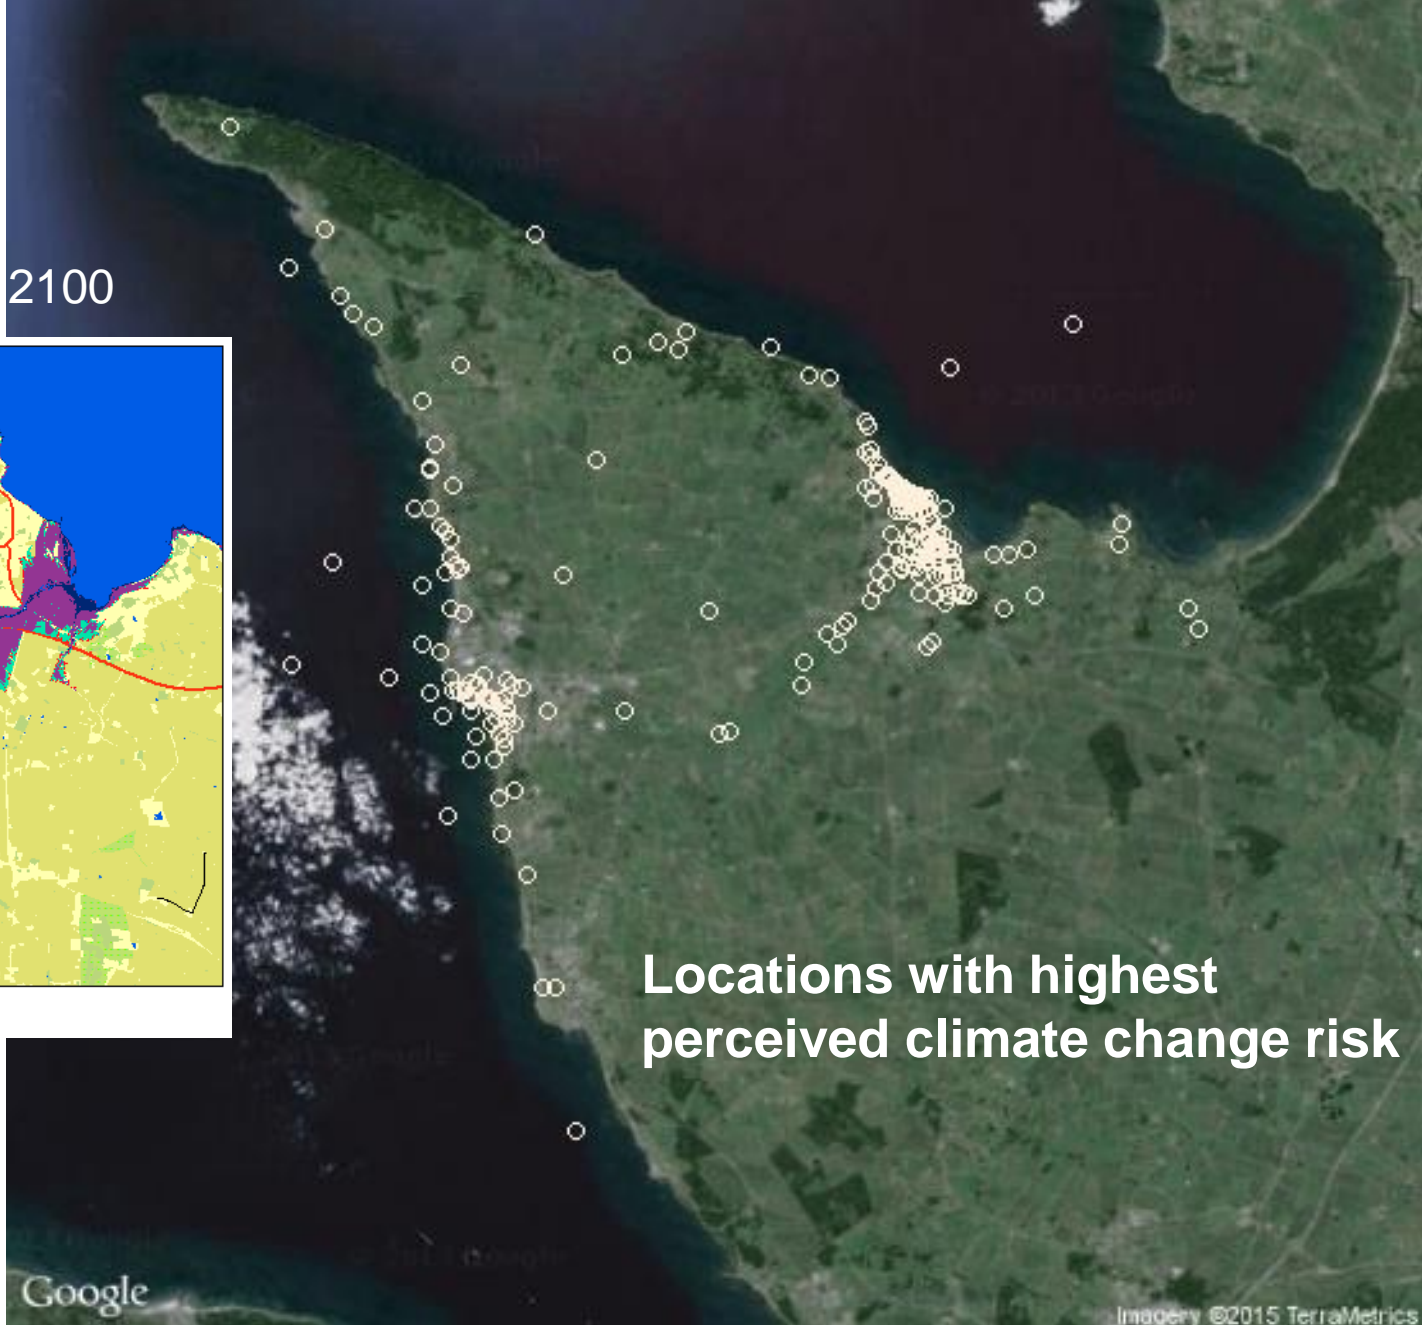 2100
Locations with highest
perceived climate change risk
Google
Imagery ©2015 TerraMetrics